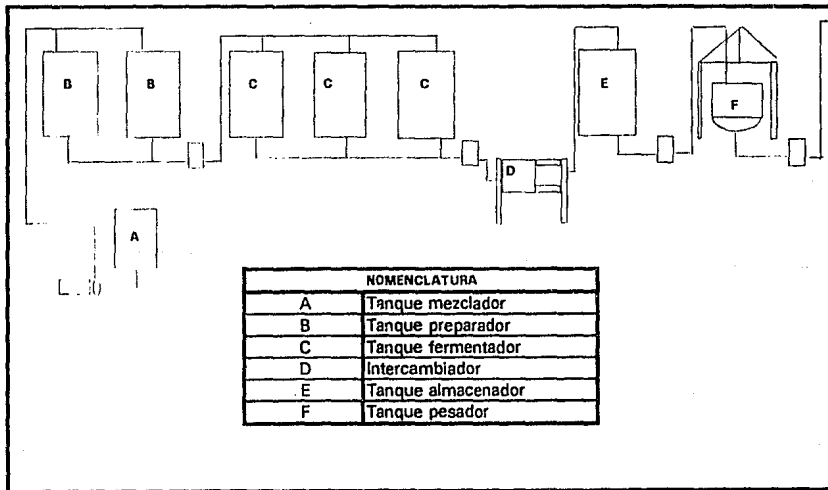 B B C C C E F
D
A
NOMENCLATURA
A Tanque mezclador
B Tanque preparador
C Tanque fermentador
D Intercambiador
E Tanque almacenador
F Tanque pesador